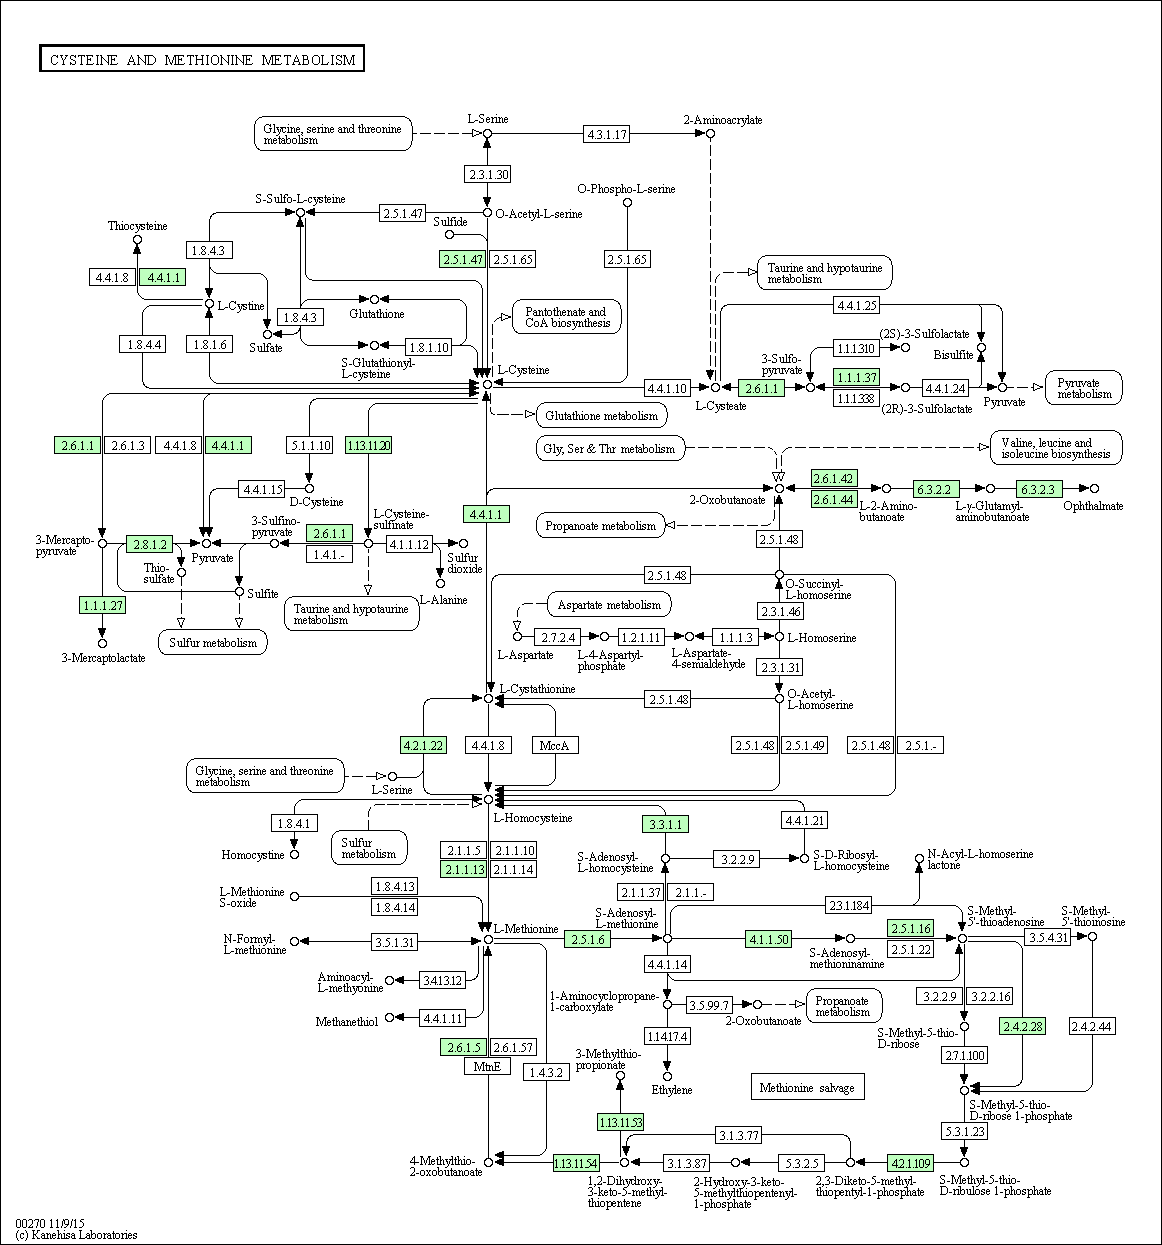 CYSTEINE AND METHIONINE METABOLISM
Glycine, serine and threonine
metabolism
L-Serine
4.3.1.17
2-Aminoacrylate
2.3.1.30
O-Phospho-L-serine
S-Sulfo-L-cysteine
2.5.1.47
O-Acetyl-L-serine
Thiocysteine
Sulfide
1.8.4.3
4.4.1.8
4.4.1.1
2.5.1.47
2.5.1.65
2.5.1.65
Taurine and hypotaurine
metabolism
L-Cystine
Glutathione
1.8.4.3
Pantothenate and
CoA biosynthesis
4.4.1.25
1.8.4.4
1.8.1.6
Sulfate
1.8.1.10
S-Glutathionyl-
L-cysteine
L-Cysteine
(2S)-3-Sulfolactate
1.1.1.310
Bisulfite
3-Sulfo-
pyruvate
4.4.1.10
L-Cysteate
2.6.1.1
1.1.1.37
1.1.1.338
4.4.1.24
(2R)-3-Sulfolactate
Pyruvate
Pyruvate
metabolism
Glutathione metabolism
2.6.1.1
2.6.1.3
4.4.1.8
4.4.1.1
5.1.1.10
1.13.11.20
Gly, Ser & Thr metabolism
Valine, leucine and
isoleucine biosynthesis
4.4.1.15
D-Cysteine
2-Oxobutanoate
2.6.1.42
2.6.1.44
L-2-Amino-
butanoate
6.3.2.2
L-γ-Glutamyl-
aminobutanoate
6.3.2.3
Ophthalmate
4.4.1.1
Propanoate metabolism
3-Sulfino-
pyruvate
L-Cysteine-
sulfinate
3-Mercapto-
pyruvate
2.8.1.2
Pyruvate
2.6.1.1
1.4.1.-
4.1.1.12
Sulfur
dioxide
2.5.1.48
Thio-
sulfate
2.5.1.48
O-Succinyl-
L-homoserine
Sulfite
L-Alanine
1.1.1.27
Taurine and hypotaurine
metabolism
Aspartate metabolism
2.3.1.46
Sulfur metabolism
3-Mercaptolactate
L-Aspartate
2.7.2.4
L-4-Aspartyl-
phosphate
1.2.1.11
L-Aspartate-
4-semialdehyde
1.1.1.3
L-Homoserine
2.3.1.31
L-Cystathionine
2.5.1.48
O-Acetyl-
L-homoserine
4.2.1.22
4.4.1.8
MccA
2.5.1.48
2.5.1.49
2.5.1.48
2.5.1.-
Glycine, serine and threonine
metabolism
L-Serine
L-Homocysteine
1.8.4.1
Sulfur
metabolism
Homocystine
3.3.1.1
4.4.1.21
2.1.1.5
2.1.1.10
2.1.1.13
2.1.1.14
S-Adenosyl-
L-homocysteine
3.2.2.9
S-D-Ribosyl-
L-homocysteine
N-Acyl-L-homoserine
lactone
L-Methionine
S-oxide
1.8.4.13
1.8.4.14
2.1.1.37
2.1.1.-
2.3.1.184
S-Adenosyl-
L-methionine
S-Methyl-
5'-thioadenosine
S-Methyl-
5'-thioinosine
N-Formyl-
L-methionine
3.5.1.31
L-Methionine
2.5.1.6
4.1.1.50
S-Adenosyl-
methioninamine
2.5.1.16
2.5.1.22
3.5.4.31
Aminoacyl-
L-methyonine
3.4.13.12
4.4.1.14
Methanethiol
4.4.1.11
1-Aminocyclopropane-
1-carboxylate
3.5.99.7
2-Oxobutanoate
Propanoate
metabolism
3.2.2.9
3.2.2.16
S-Methyl-5-thio-
D-ribose
2.4.2.28
2.4.2.44
2.6.1.5
2.6.1.57
MtnE
1.4.3.2
1.14.17.4
2.7.1.100
3-Methylthio-
propionate
Ethylene
Methionine salvage
1.13.11.53
S-Methyl-5-thio-
D-ribose 1-phosphate
5.3.1.23
3.1.3.77
4-Methylthio-
2-oxobutanoate
1.13.11.54
1,2-Dihydroxy-
3-keto-5-methyl-
thiopentene
3.1.3.87
2-Hydroxy-3-keto-
5-methylthiopentenyl-
1-phosphate
5.3.2.5
2,3-Diketo-5-methyl-
thiopentyl-1-phosphate
4.2.1.109
S-Methyl-5-thio-
D-ribulose 1-phosphate
00270 11/9/15
(c) Kanehisa Laboratories